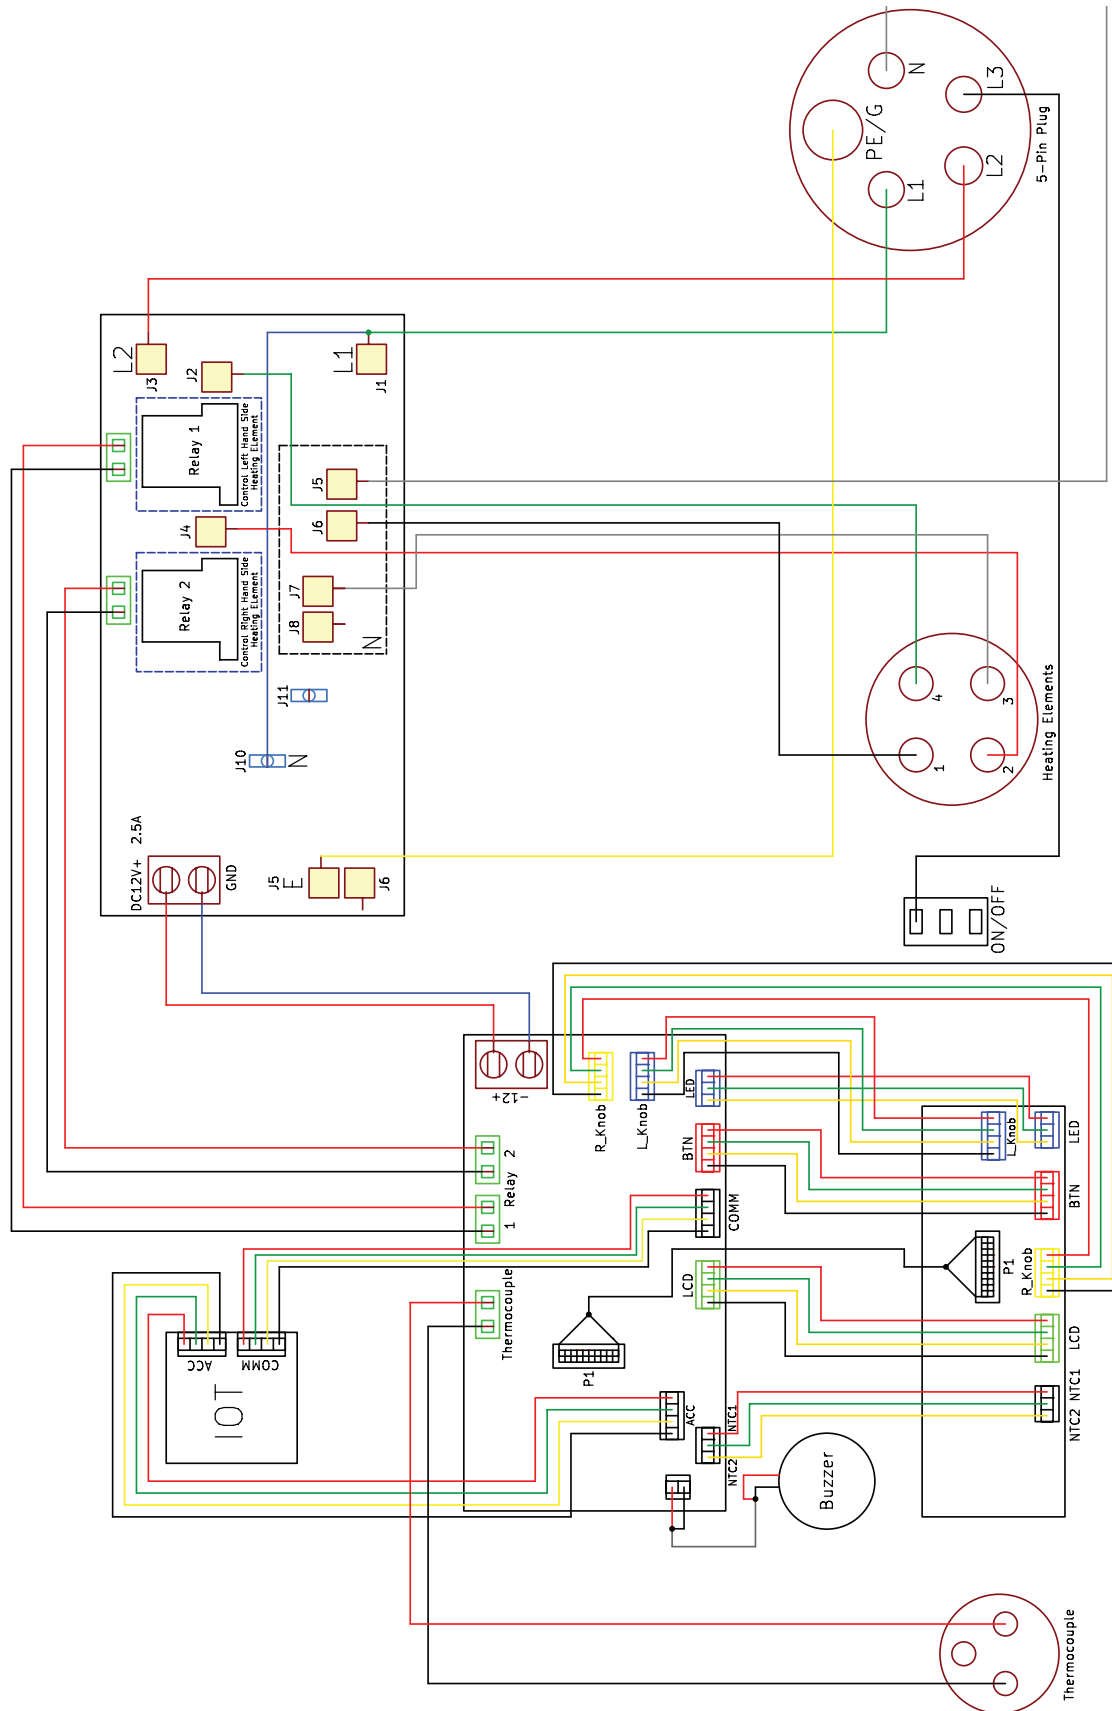 N
L3
PE/G
L1
L2
5-Pin Plug
L2
J3
J2
L1
J1
Relay 1
Control Left Hand Side
Heating Element
J5
J4
J6
Relay 2
Control Right Hand Side
Heating Element
J7
J8
N
J11
J10
N
4
3
1
2
Heating Elements
DC12V+ 2.5A
GND
J5
E
J6
ON/OFF
-12+
R_Knob
L_Knob
LED
BTN
COMM
LCD
Relay
2
1
Thermocouple
P1
ACC
NTC1
NTC2
L_Knob
LED
BTN
P1
R_Knob
LCD
NTC2 NTC1
ACC
COMM
IOT
Buzzer
Thermocouple